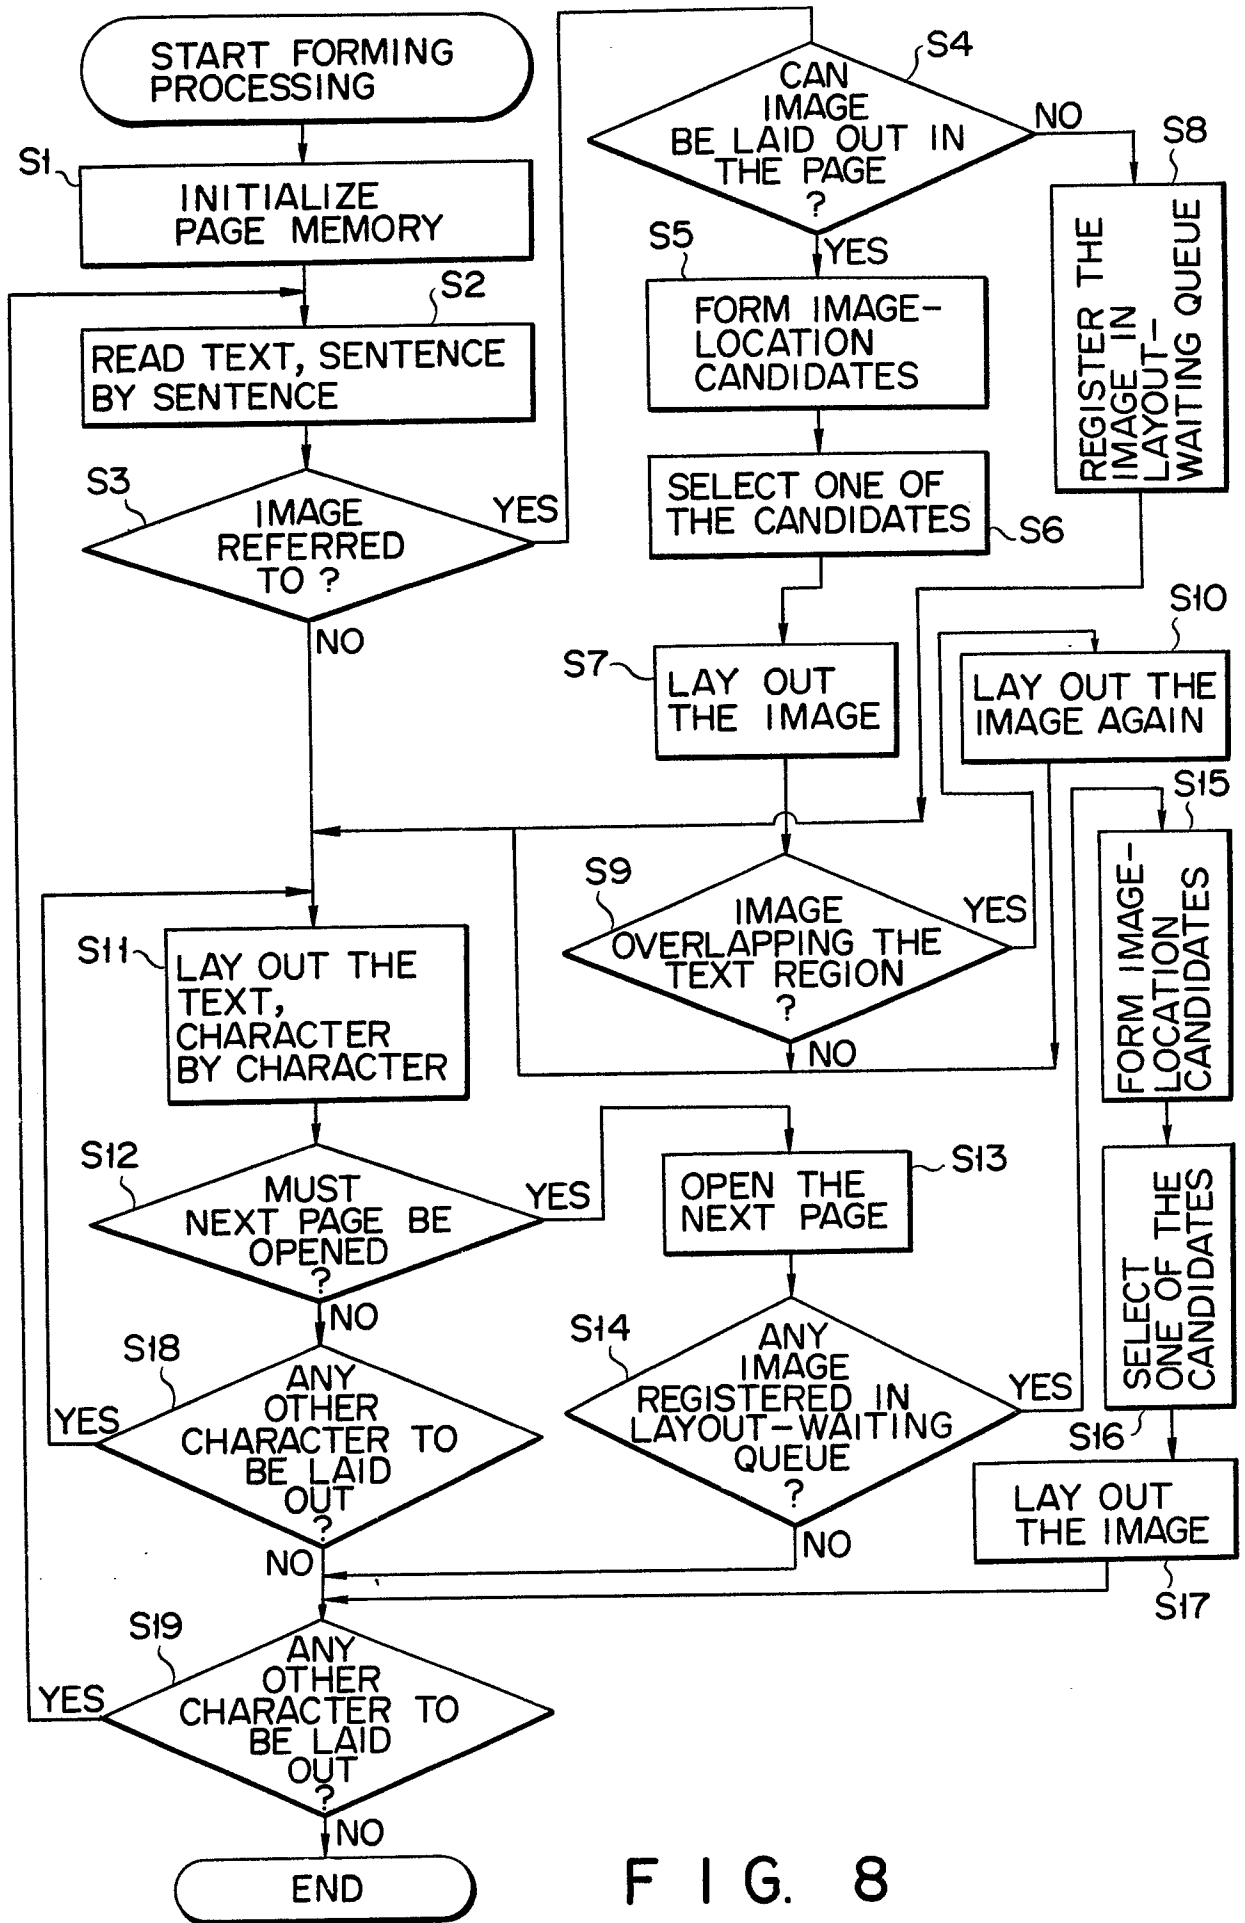 START FORMING
PROCESSING
S1
INITIALIZE
PAGE MEMORY
S2
READ TEXT, SENTENCE
BY SENTENCE
S3
IMAGE
REFERRED
TO ?
YES
NO
S4
CAN
IMAGE
BE LAID OUT IN
THE PAGE
?
NO
YES
S5
FORM IMAGE-
LOCATION
CANDIDATES
S8
REGISTER THE
IMAGE IN
LAYOUT-
WAITING QUEUE
SELECT ONE OF
THE CANDIDATES
S6
S7
LAY OUT
THE IMAGE
S10
LAY OUT THE
IMAGE AGAIN
S9
IMAGE
OVERLAPPING THE
TEXT REGION
?
YES
NO
S11
LAY OUT THE
TEXT,
CHARACTER
BY CHARACTER
S12
MUST
NEXT PAGE BE
OPENED
?
YES
NO
S13
OPEN THE
NEXT PAGE
S14
ANY
IMAGE
REGISTERED IN
LAYOUT-WAITING
QUEUE
?
YES
NO
S15
FORM IMAGE-
LOCATION
CANDIDATES
SELECT
ONE OF THE
CANDIDATES
S16
LAY OUT
THE IMAGE
S17
S18
ANY
OTHER
CHARACTER TO
BE LAID
OUT
?
YES
NO
S19
ANY
OTHER
CHARACTER TO
BE LAID
OUT
?
YES
NO
END
FIG. 8